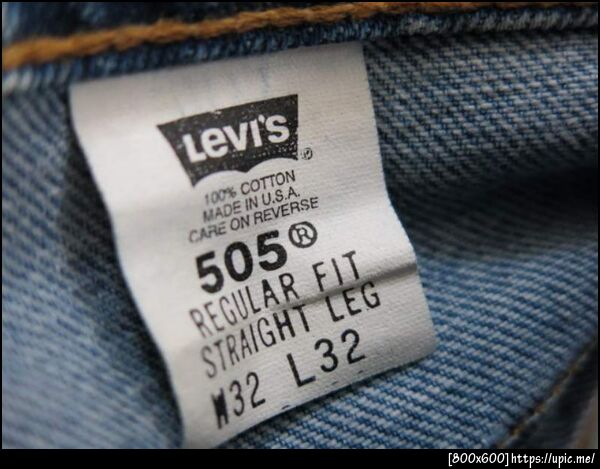 LEVI'S ®
100% COTTON
MADE IN U.S.A.
CARE ON REVERSE
505®
REGULAR FIT
STRAIGHT LEG
W32 L32
[800x600]https://upic.me/